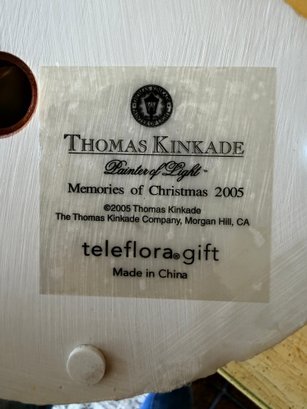 THOMAS KINKADE
Painter of Light™
Memories of Christmas 2005
©2005 Thomas Kinkade
The Thomas Kinkade Company, Morgan Hill, CA
teleflora®gift
Made in China